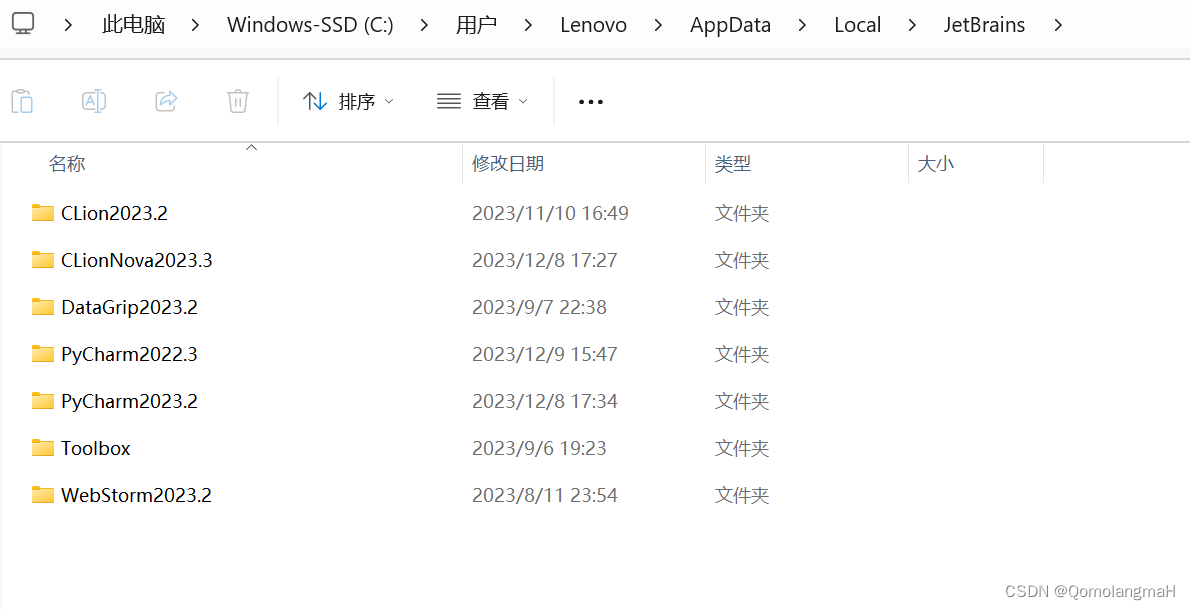 此电脑 Windows-SSD (C:) 用户 Lenovo AppData Local JetBrains
排序 查看
名称 修改日期 类型 大小
CLion2023.2 2023/11/10 16:49 文件夹
CLionNova2023.3 2023/12/8 17:27 文件夹
DataGrip2023.2 2023/9/7 22:38 文件夹
PyCharm2022.3 2023/12/9 15:47 文件夹
PyCharm2023.2 2023/12/8 17:34 文件夹
Toolbox 2023/9/6 19:23 文件夹
WebStorm2023.2 2023/8/11 23:54 文件夹
CSDN @QomolangmaH